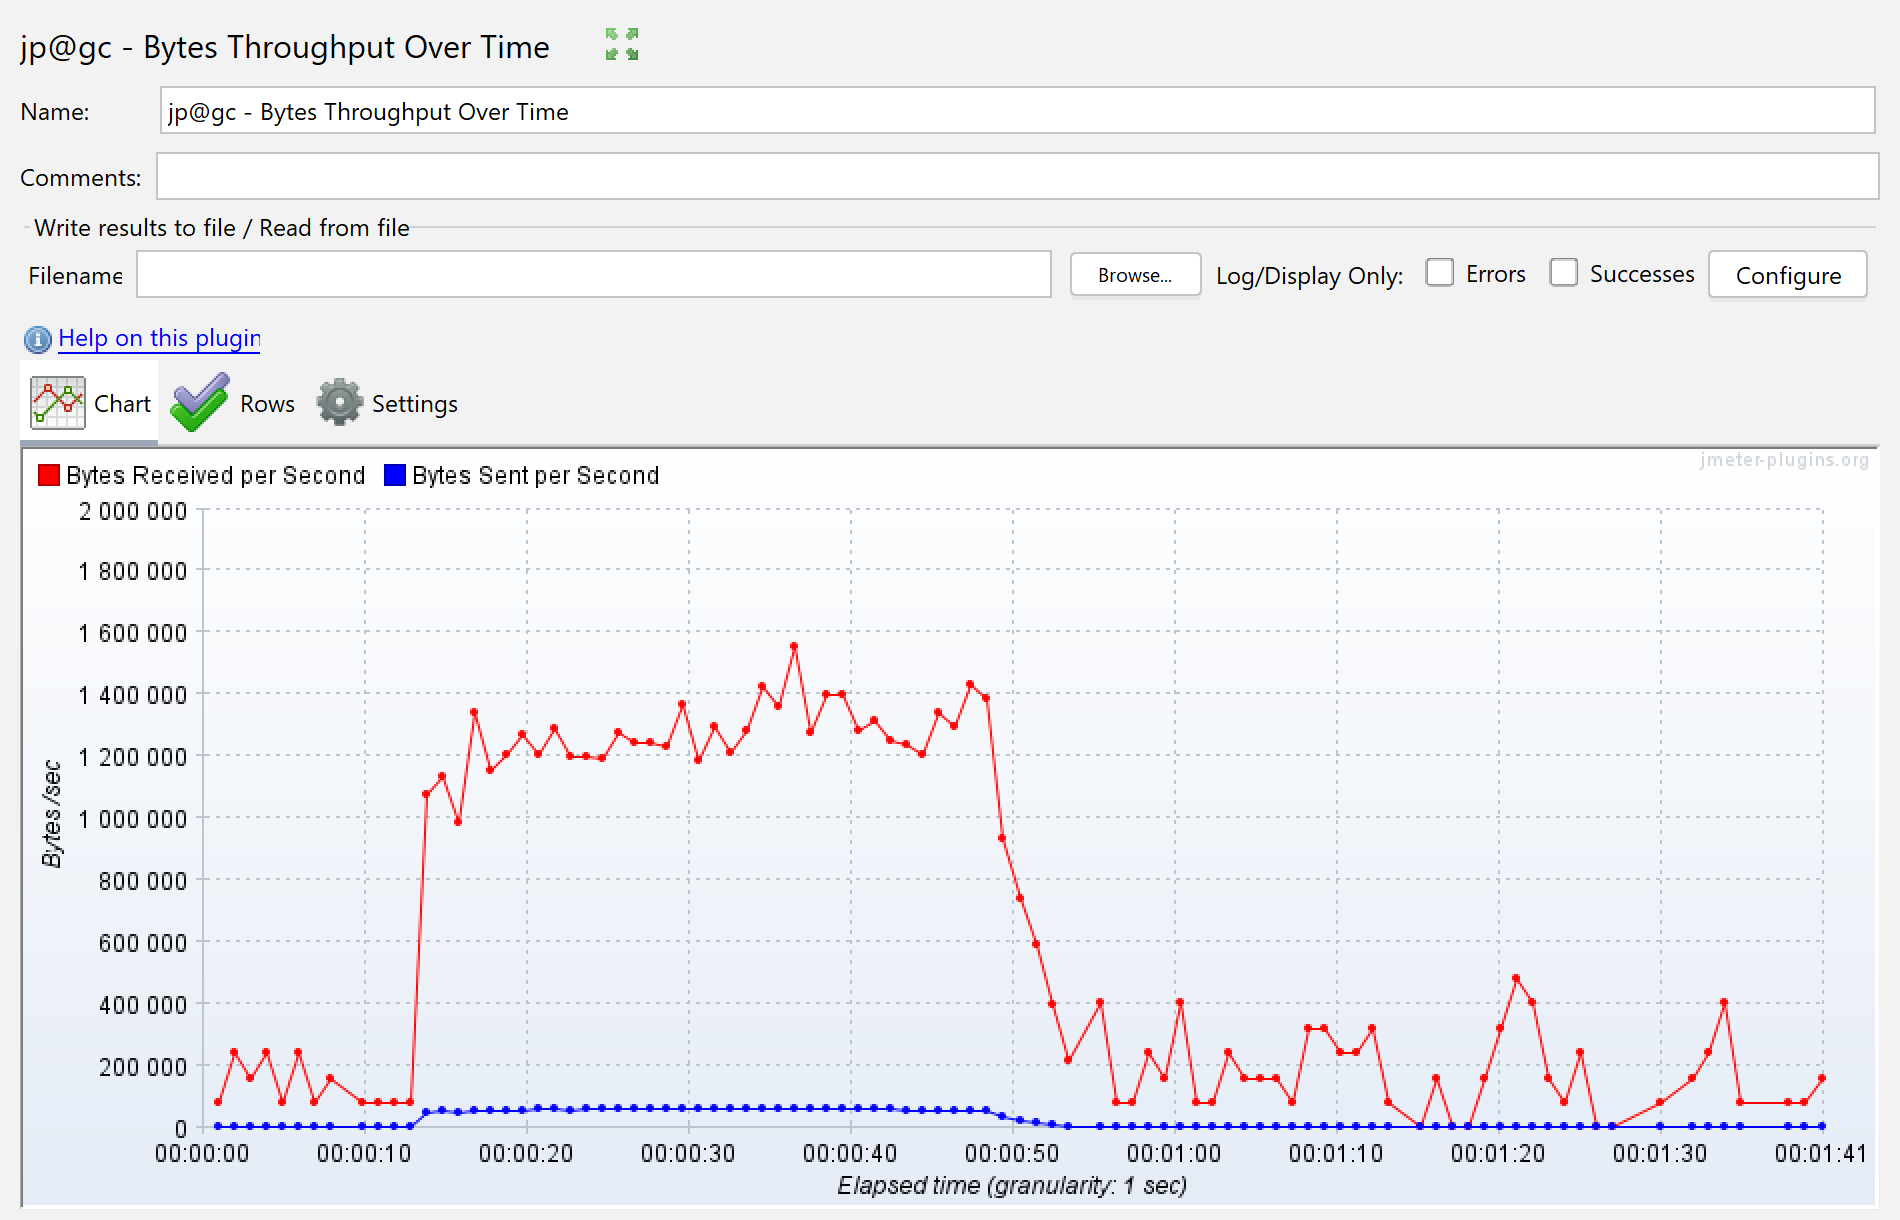 jp@gc - Bytes Throughput Over Time
Name: jp@gc - Bytes Throughput Over Time
Comments:
Write results to file / Read from file
Filename Browse... Log/Display Only: Errors Successes Configure
Help on this plugin
Chart Rows Settings
Bytes Received per Second Bytes Sent per Second jmeter-plugins.org
2 000 000
1 800 000
1 600 000
1 400 000
1 200 000
1 000 000
800 000
600 000
400 000
200 000
0
Bytes /sec
00:00:00 00:00:10 00:00:20 00:00:30 00:00:40 00:00:50 00:01:00 00:01:10 00:01:20 00:01:30 00:01:41
Elapsed time (granularity: 1 sec)